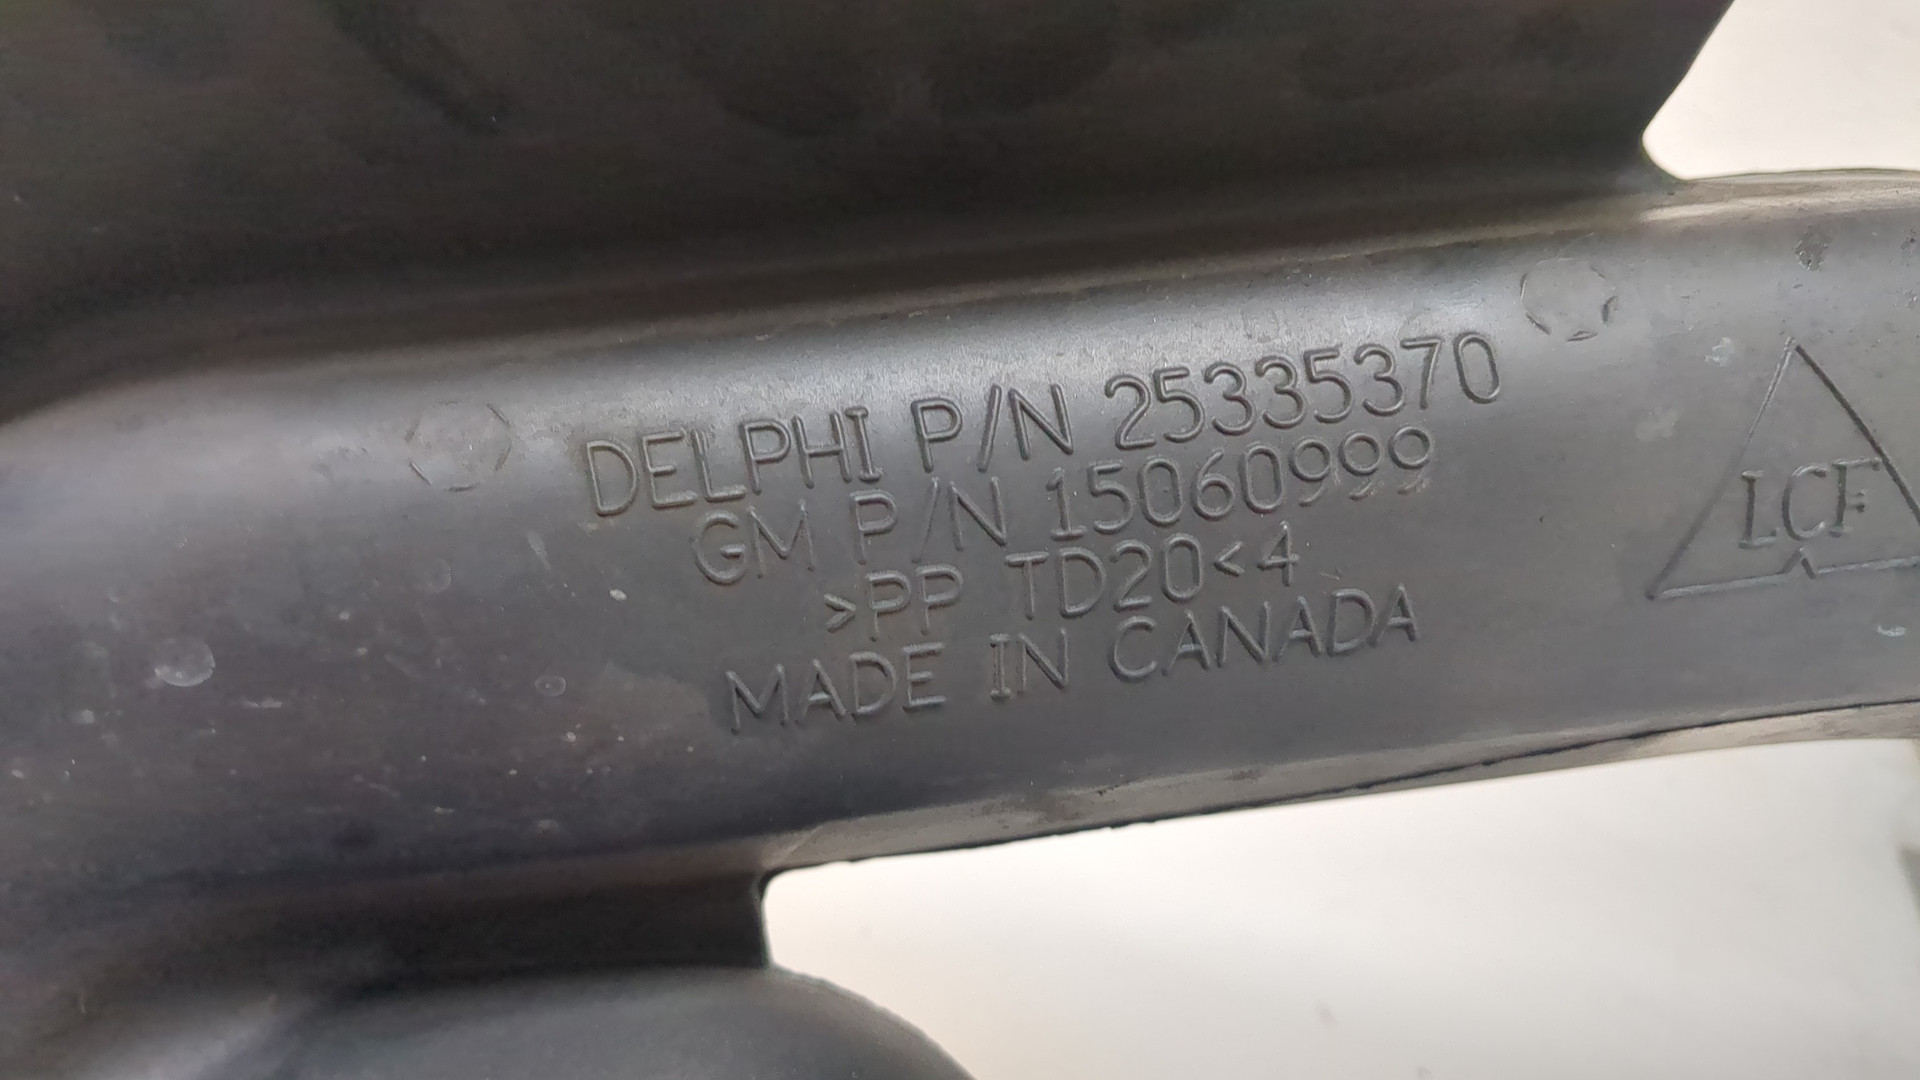 DELPHI P/N 25335370
GM P/N 15060999
>PP TD20<4
MADE IN CANADA
LCF